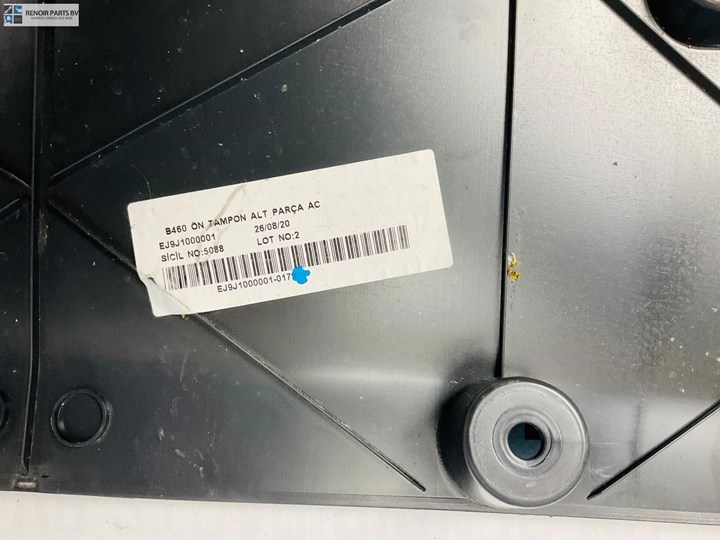 RENOIR PARTS BV
B460 ÖN TAMPON ALT PARÇA AC
EJ9J1000001 26/08/20
SİCİL NO:5088 LOT NO:2
EJ9J1000001-017